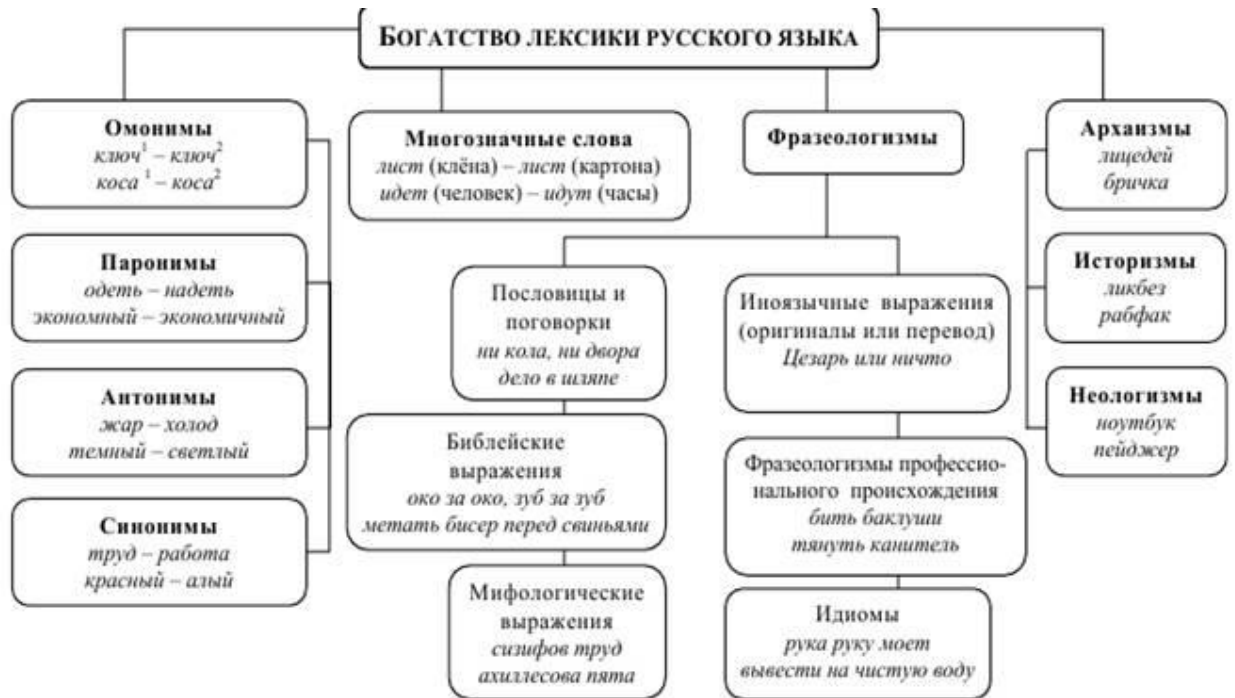 БОГАТСТВО ЛЕКСИКИ РУССКОГО ЯЗЫКА
Омонимы
ключ¹ – ключ²
коса ¹ – коса²
Паронимы
одеть – надеть
экономный – экономичный
Антонимы
жар – холод
темный – светлый
Синонимы
труд – работа
красный – алый
Многозначные слова
лист (клёна) – лист (картона)
идет (человек) – идут (часы)
Фразеологизмы
Пословицы и
поговорки
ни кола, ни двора
дело в шляпе
Библейские
выражения
око за око, зуб за зуб
метать бисер перед свиньями
Мифологические
выражения
сизифов труд
ахиллесова пята
Иноязычные выражения
(оригиналы или перевод)
Цезарь или ничто
Фразеологизмы профессио-
нального происхождения
бить баклуши
тянуть канитель
Идиомы
рука руку моет
вывести на чистую воду
Архаизмы
лицедей
бричка
Историзмы
ликбез
рабфак
Неологизмы
ноутбук
пейджер